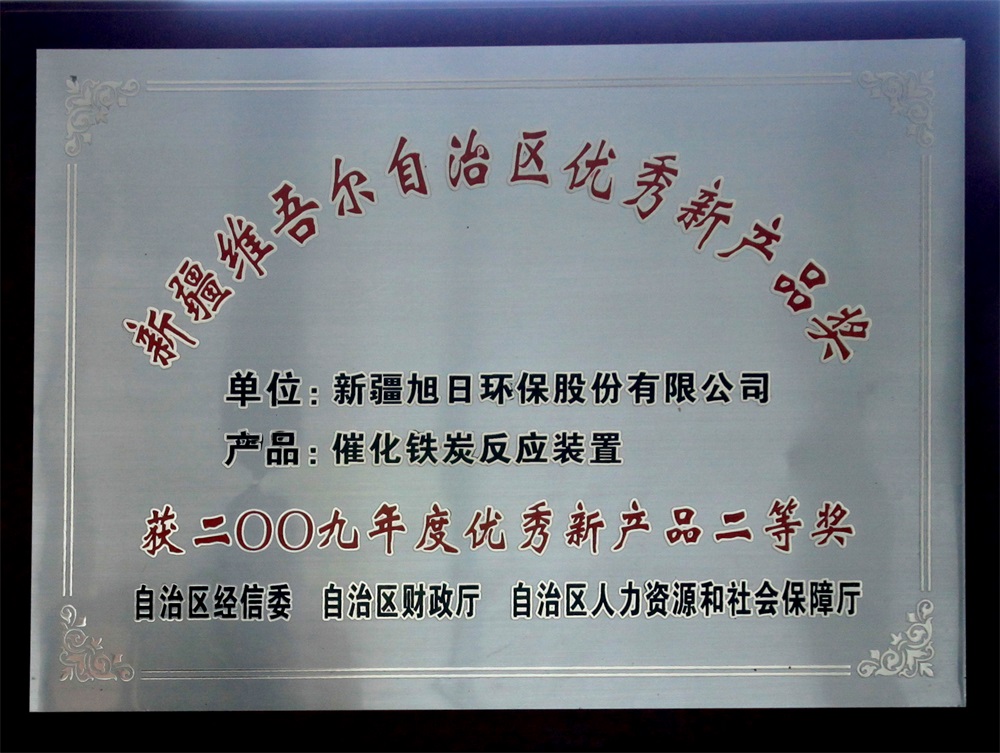 新疆维吾尔自治区优秀新产品奖
单位：新疆旭日环保股份有限公司
产品：催化铁炭反应装置
获二〇〇九年度优秀新产品二等奖
自治区经信委 自治区财政厅 自治区人力资源和社会保障厅